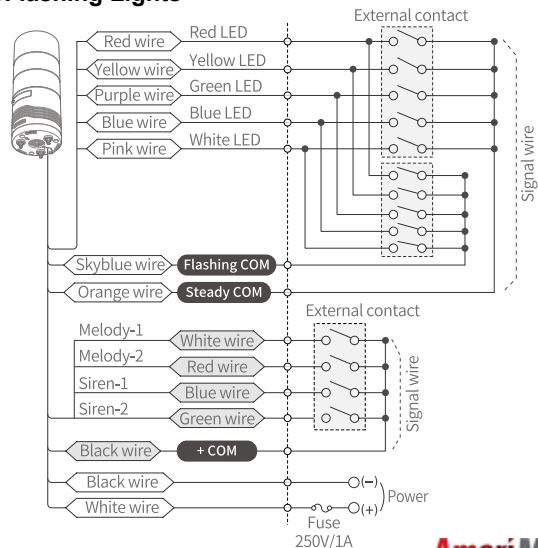 Flashing Lights
External contact
Red wire Red LED
Yellow wire Yellow LED
Purple wire Green LED
Blue wire Blue LED
Pink wire White LED
Signal wire
Skyblue wire Flashing COM
Orange wire Steady COM
External contact
Melody-1 White wire
Melody-2 Red wire
Siren-1 Blue wire
Siren-2 Green wire
Signal wire
Black wire + COM
Black wire (-)
Power
White wire (+)
Fuse
250V/1A